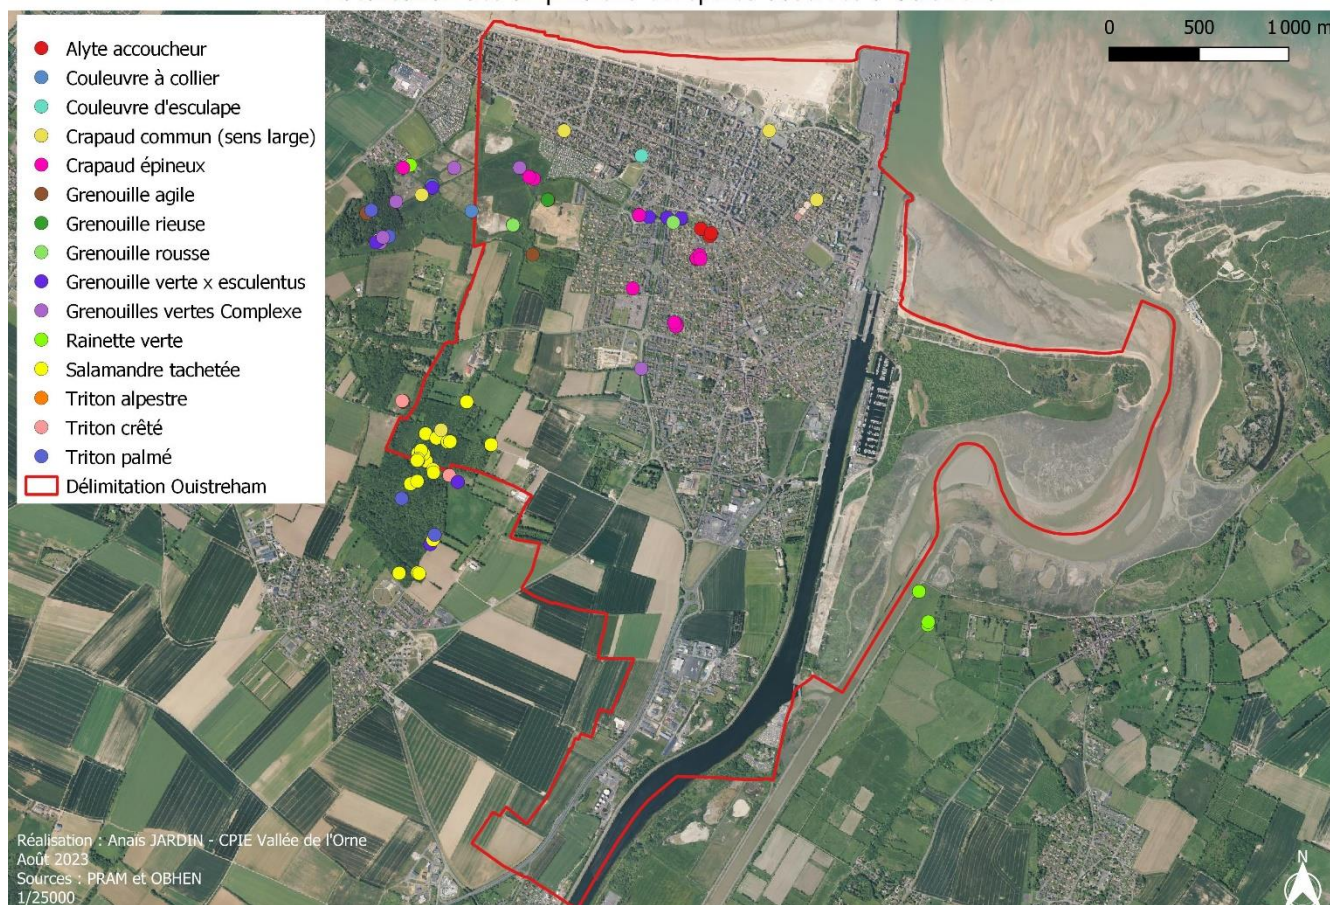 0 500 1 000 m
Alyte accoucheur
Couleuvre à collier
Couleuvre d'esculape
Crapaud commun (sens large)
Crapaud épineux
Grenouille agile
Grenouille rieuse
Grenouille rousse
Grenouille verte x esculentus
Grenouilles vertes Complexe
Rainette verte
Salamandre tachetée
Triton alpestre
Triton crêté
Triton palmé
Délimitation Ouistreham
Réalisation : Anaïs JARDIN - CPIE Vallée de l'Orne
Août 2023
Sources : PRAM et OBHEN
1/25000
N